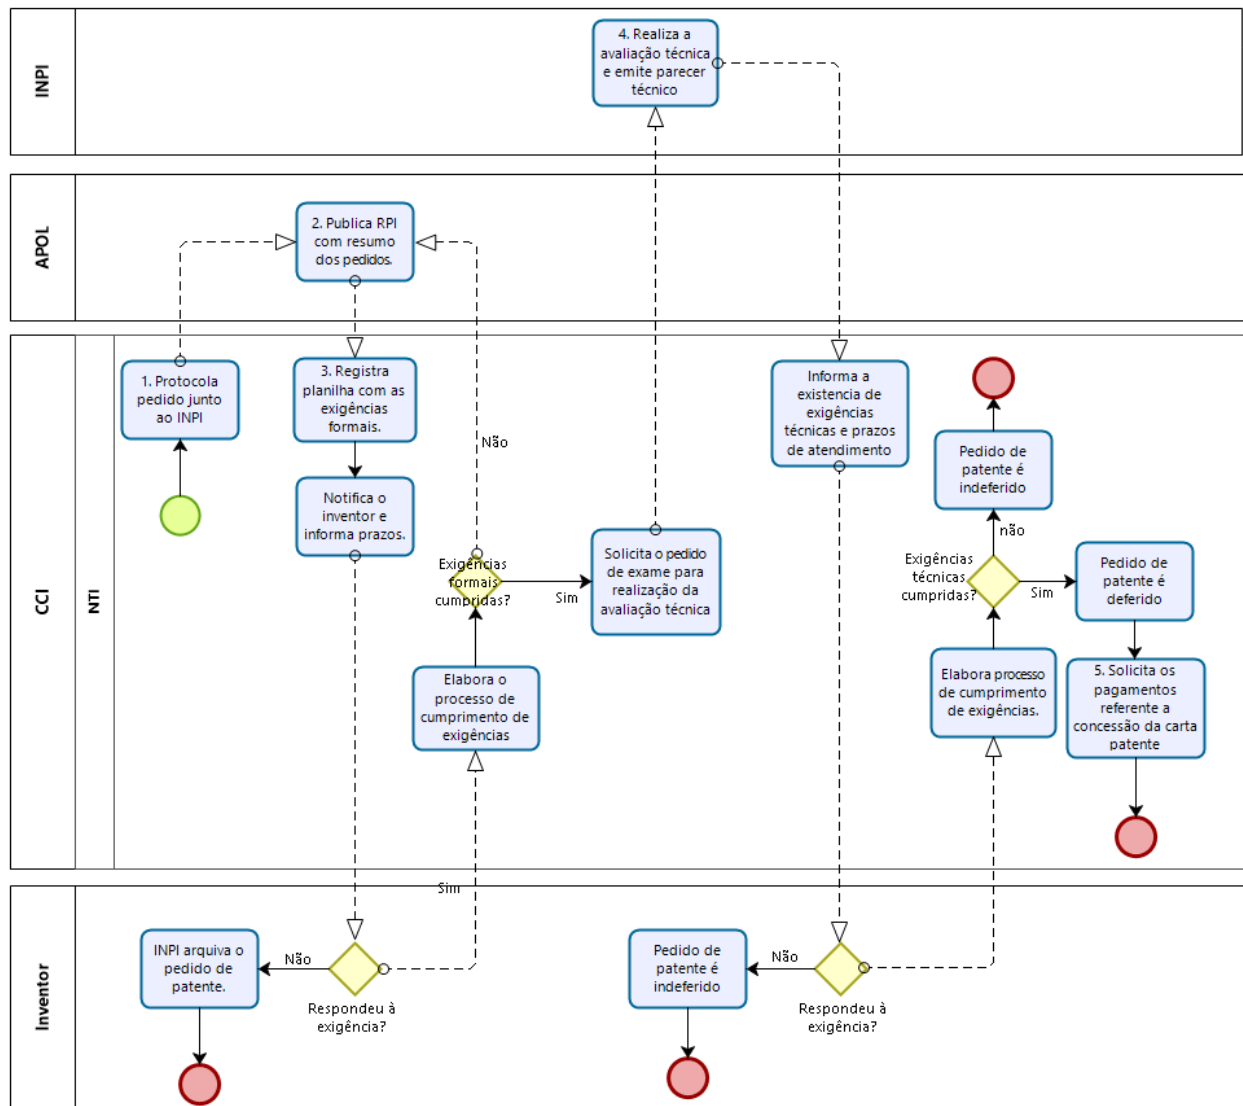 INPI
4. Realiza a
avaliação técnica
e emite parecer
técnico
APOL
2. Publica RPI
com resumo
dos pedidos.
CCI
NTI
1. Protocola
pedido junto
ao INPI
3. Registra
planilha com as
exigências
formais.
Notifica o
inventor e
informa prazos.
Não
Exigências
formais
cumpridas?
Sim
Elabora o
processo de
cumprimento de
exigências
Solicita o pedido
de exame para
realização da
avaliação técnica
Informa a
existencia de
exigências
técnicas e prazos
de atendimento
Pedido de
patente é
indeferido
não
Exigências
técnicas
cumpridas?
Sim
Pedido de
patente é
deferido
Elabora processo
de cumprimento
de exigências.
5. Solicita os
pagamentos
referente a
concessão da carta
patente
Sim
Inventor
INPI arquiva o
pedido de
patente.
Não
Respondeu à
exigência?
Pedido de
patente é
indeferido
Não
Respondeu à
exigência?